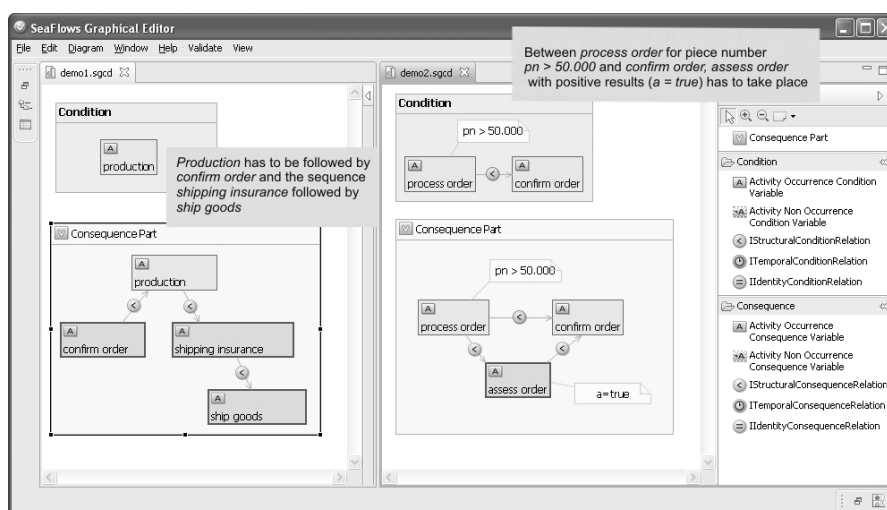 SeaFlows Graphical Editor
File Edit Diagram Window Help Validate View
demo1.sgcd
Condition
A
production
Production has to be followed by
confirm order and the sequence
shipping insurance followed by
ship goods
Consequence Part
A
production
<
<
A
confirm order
A
shipping insurance
<
A
ship goods
demo2.sgcd
Between process order for piece number
pn > 50.000 and confirm order, assess order
with positive results (a = true) has to take place
Condition
pn > 50.000
A
process order
<
A
confirm order
Consequence Part
pn > 50.000
A
process order
<
A
confirm order
<
<
A
assess order
a=true
Consequence Part
Condition
A Activity Occurrence Condition
Variable
A Activity Non Occurrence
Condition Variable
< IStructuralConditionRelation
ITemporalConditionRelation
= IIdentityConditionRelation
Consequence
A Activity Occurrence
Consequence Variable
A Activity Non Occurrence
Consequence Variable
< IStructuralConsequenceRelation
ITemporalConsequenceRelation
= IIdentityConsequenceRelation